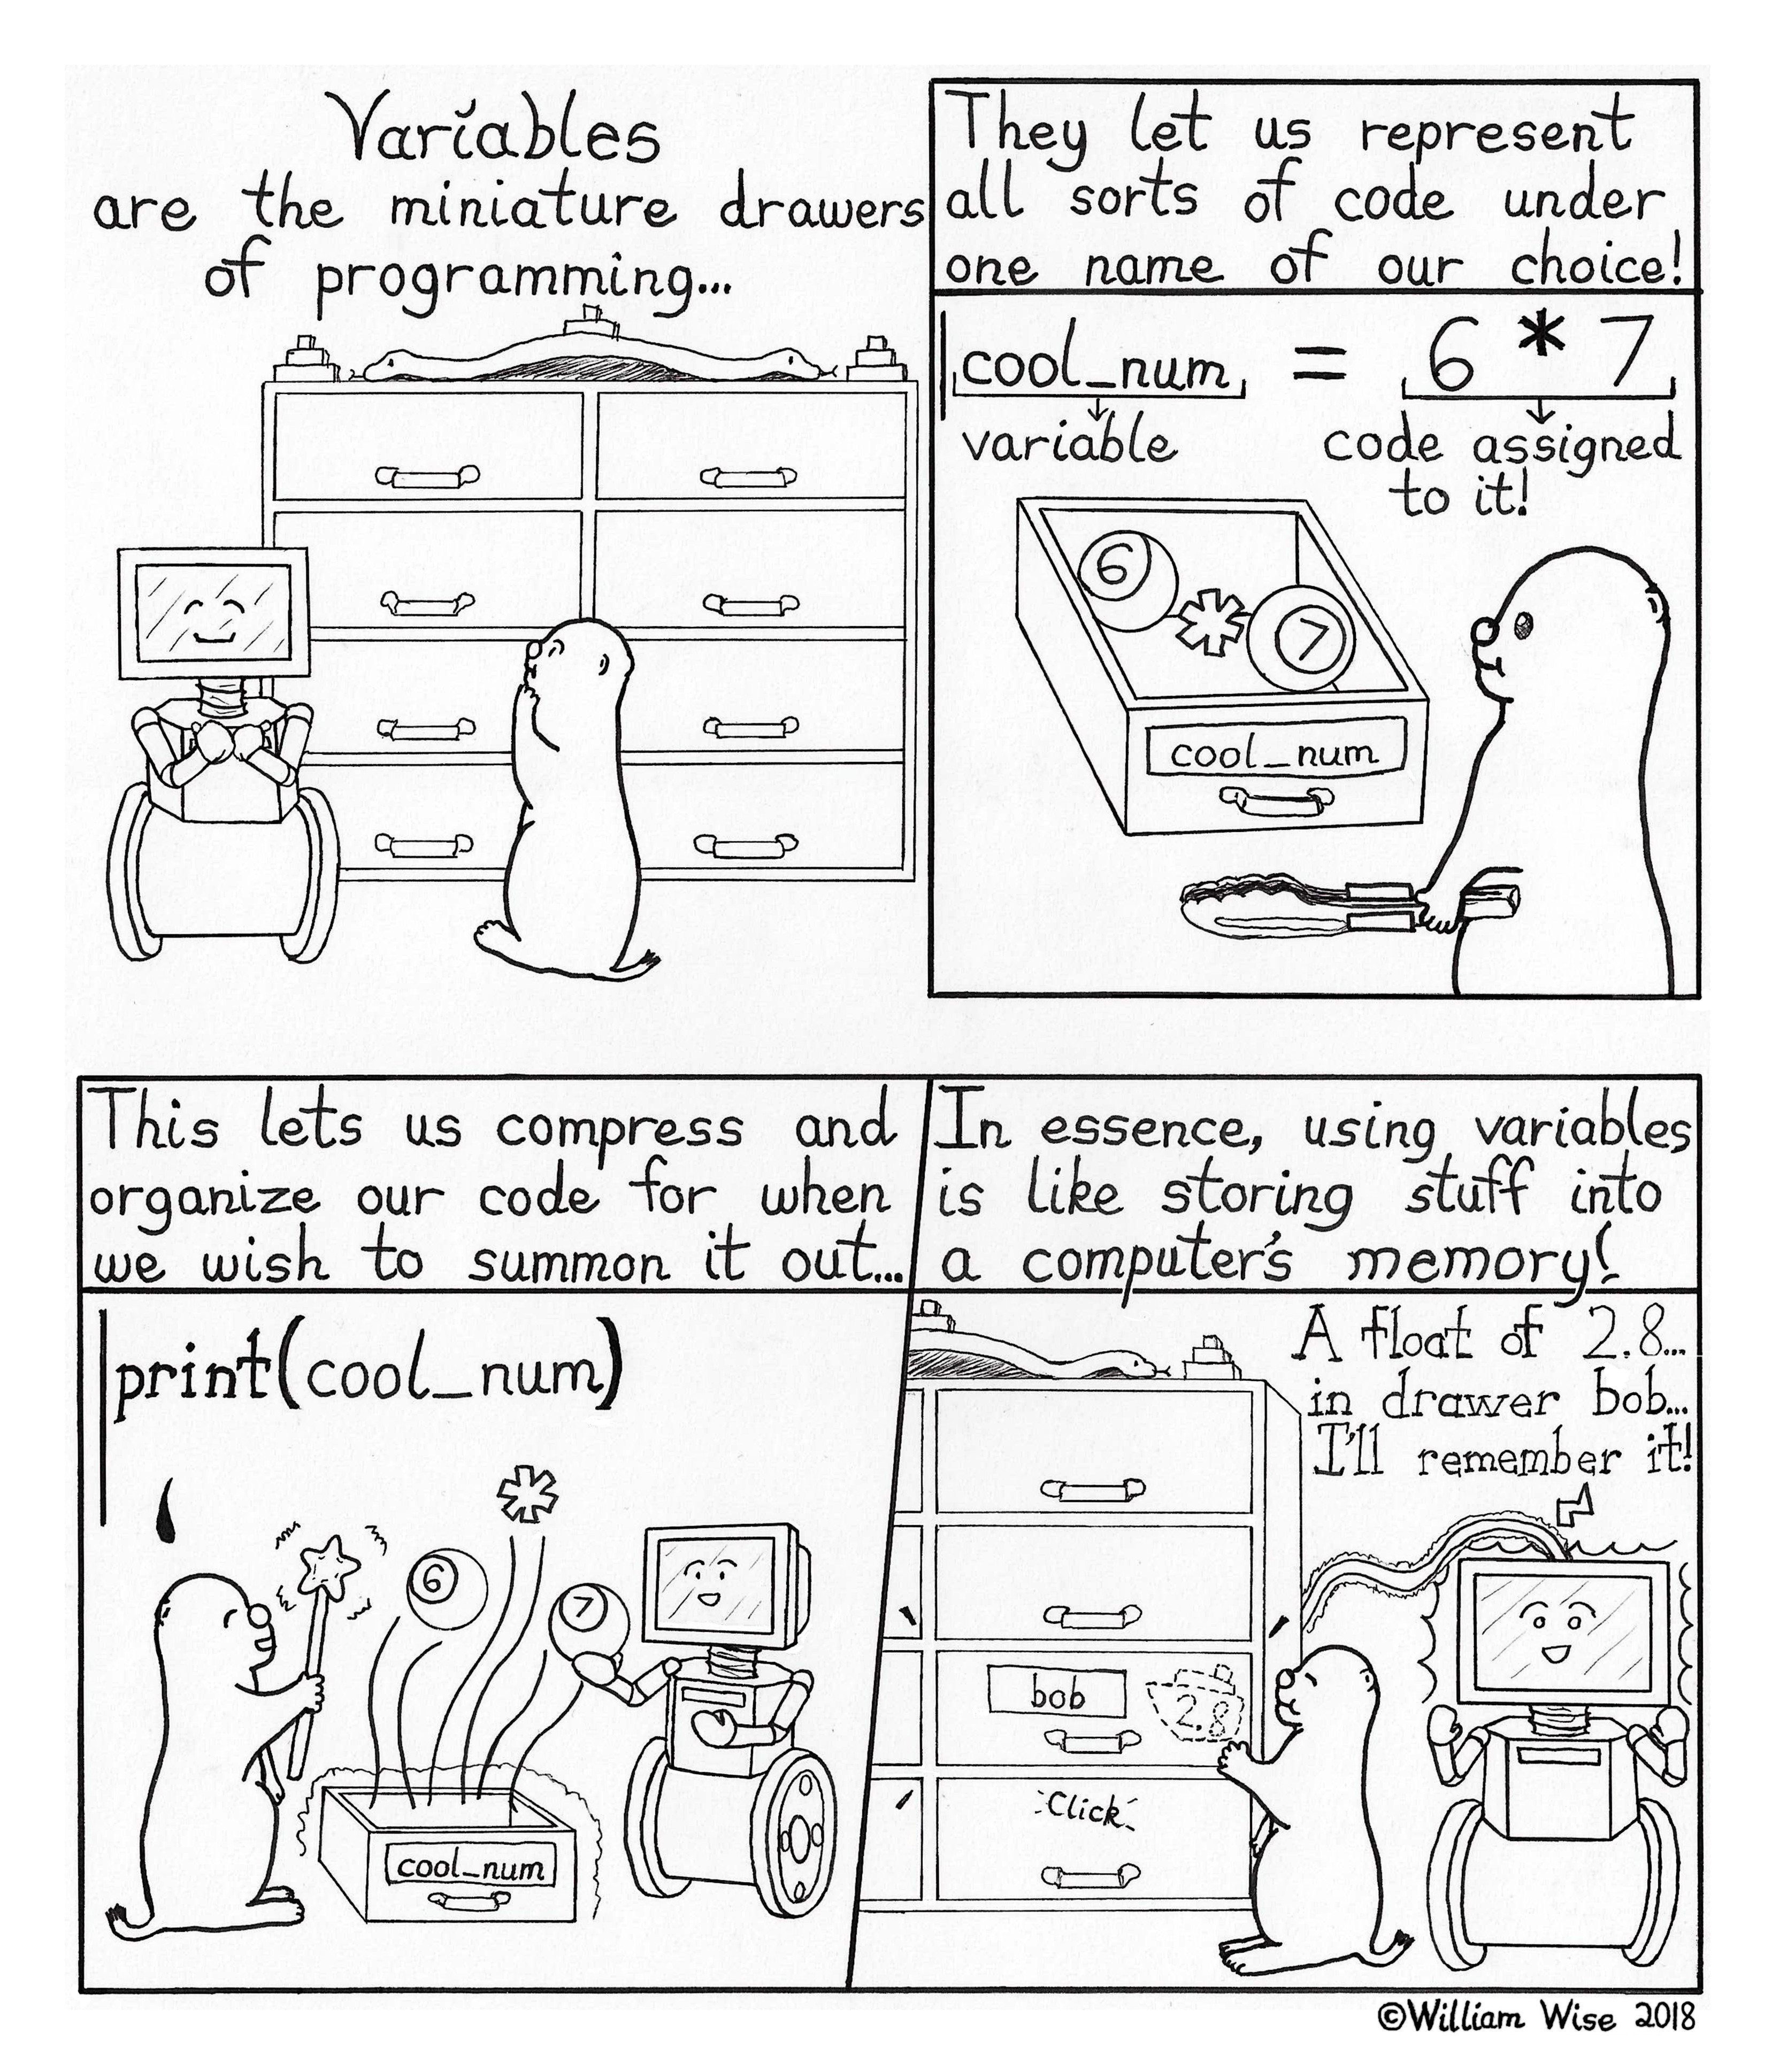 Variables
are the miniature drawers
of programming...
They let us represent
all sorts of code under
one name of our choice!
cool_num = 6 * 7
variable
code assigned
to it!
6 * 7
cool_num
This lets us compress and
organize our code for when
we wish to summon it out...
print(cool_num)
*
6
7
cool_num
In essence, using variables
is like storing stuff into
a computer's memory!
A float of 2.8...
in drawer bob...
I'll remember it!
bob
2.8
Click
©William Wise 2018